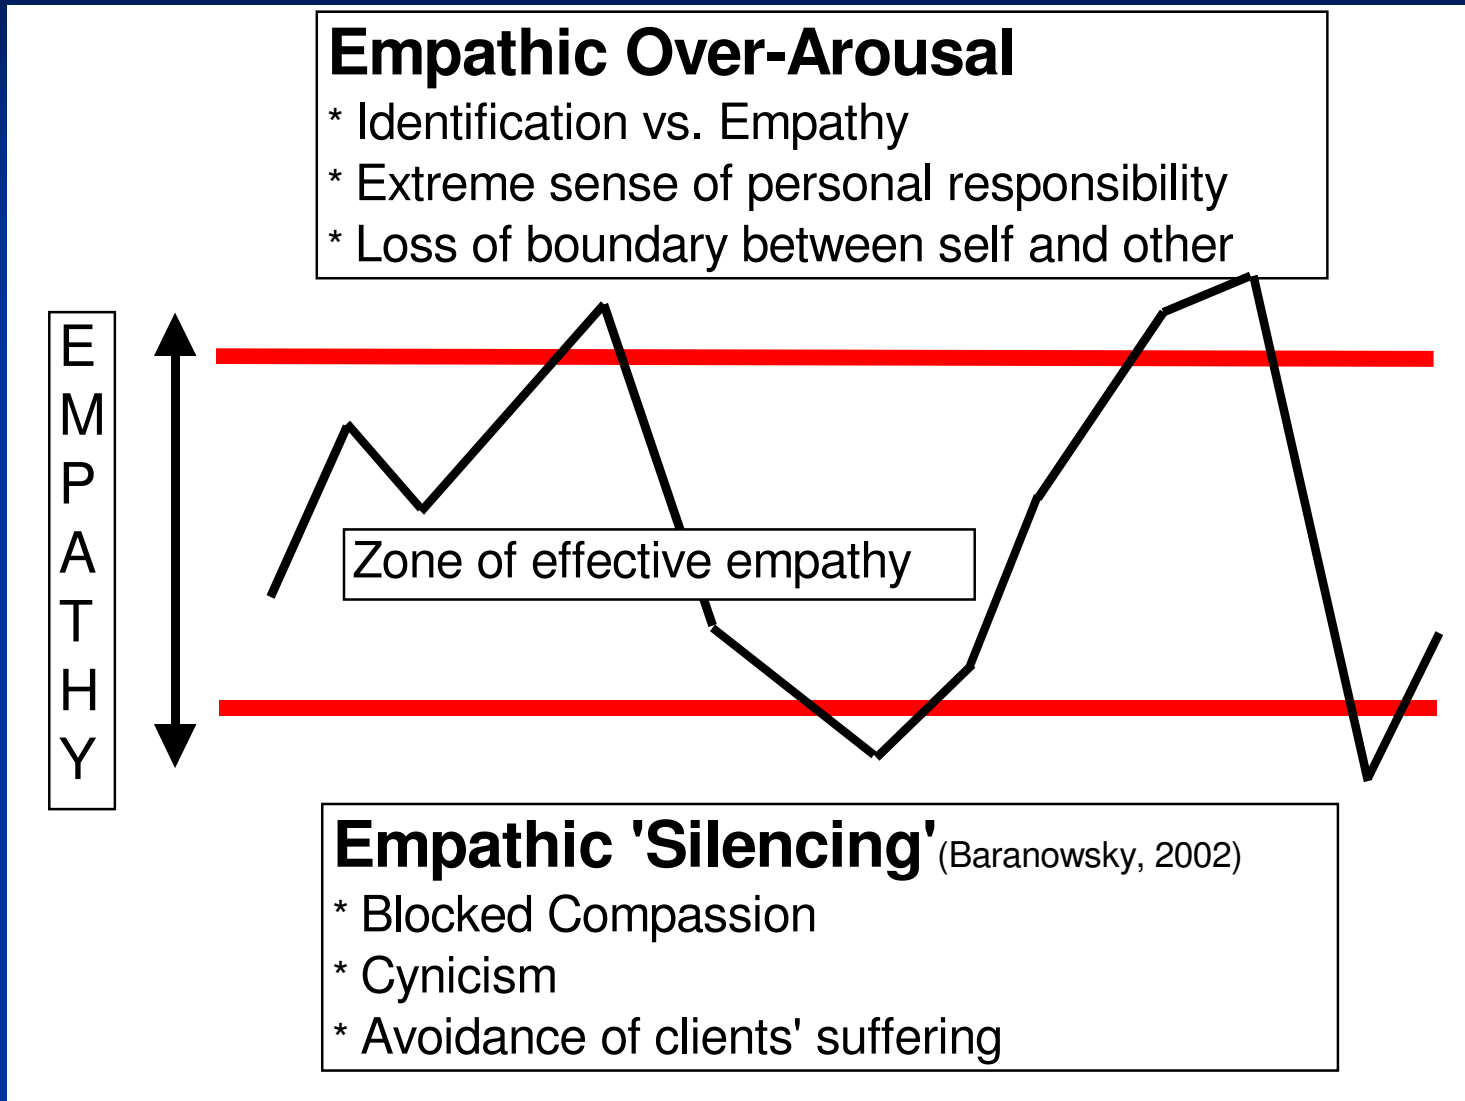 Empathic Over-Arousal
* Identification vs. Empathy
* Extreme sense of personal responsibility
* Loss of boundary between self and other
E
M
P
A
T
H
Y
Zone of effective empathy
Empathic 'Silencing'(Baranowsky, 2002)
* Blocked Compassion
* Cynicism
* Avoidance of clients' suffering